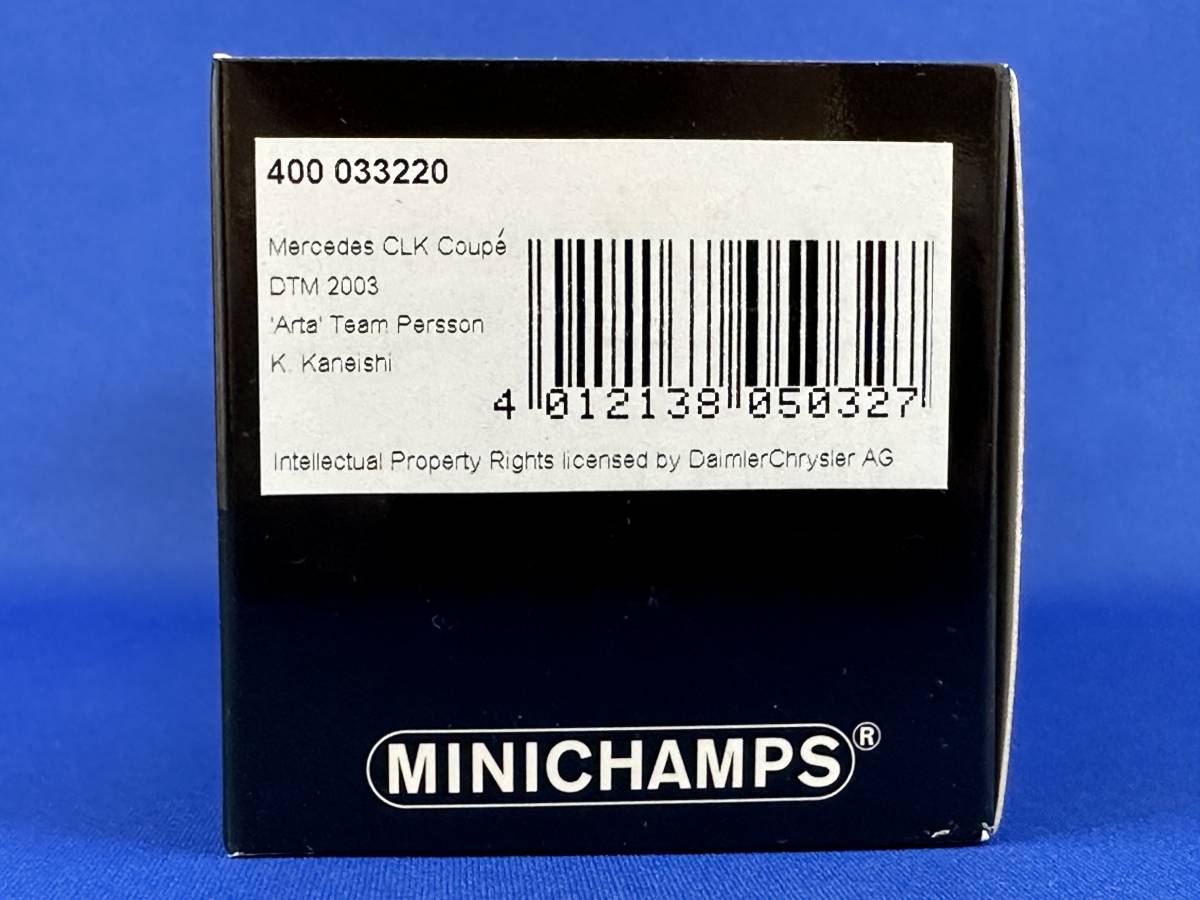 400 033220
Mercedes CLK Coupé
DTM 2003
'Arta' Team Persson
K. Kaneishi
4 012138 050327
Intellectual Property Rights licensed by DaimlerChrysler AG
MINICHAMPS®